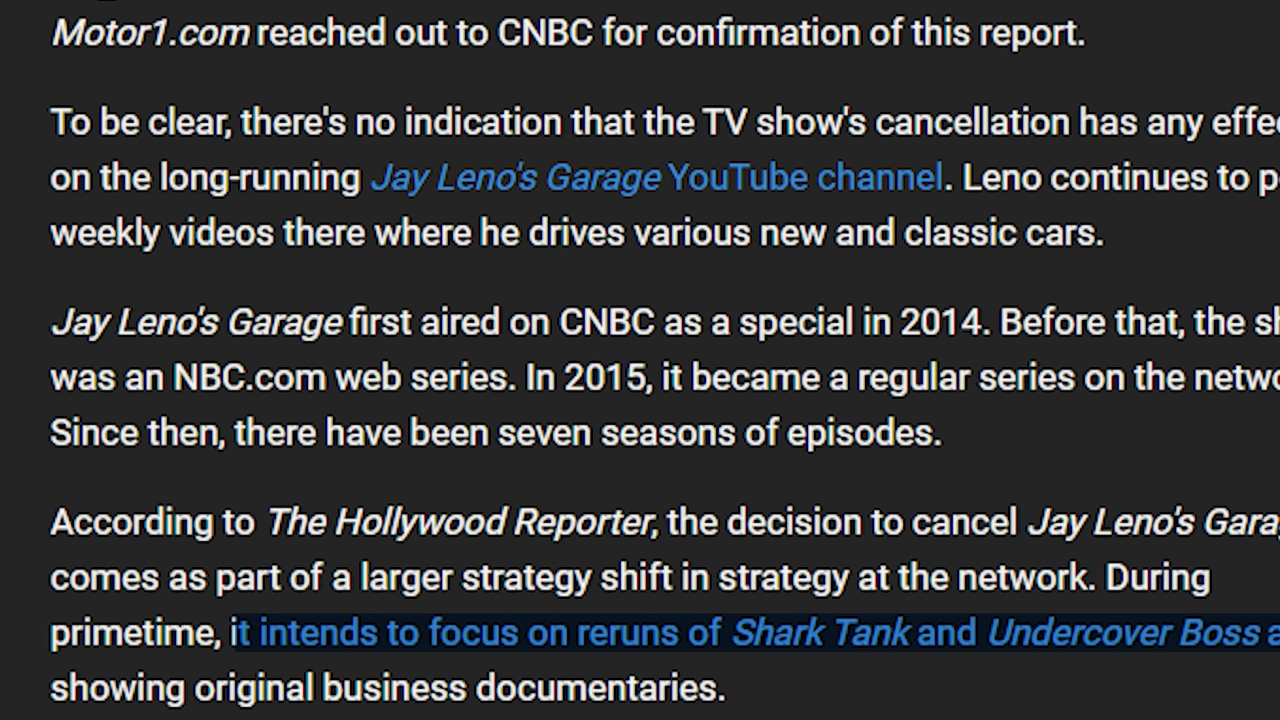 Motor1.com reached out to CNBC for confirmation of this report.
To be clear, there's no indication that the TV show's cancellation has any effe
on the long-running Jay Leno's Garage YouTube channel. Leno continues to p
weekly videos there where he drives various new and classic cars.
Jay Leno's Garage first aired on CNBC as a special in 2014. Before that, the sh
was an NBC.com web series. In 2015, it became a regular series on the netwo
Since then, there have been seven seasons of episodes.
According to The Hollywood Reporter, the decision to cancel Jay Leno's Gara
comes as part of a larger strategy shift in strategy at the network. During
primetime, it intends to focus on reruns of Shark Tank and Undercover Boss a
showing original business documentaries.